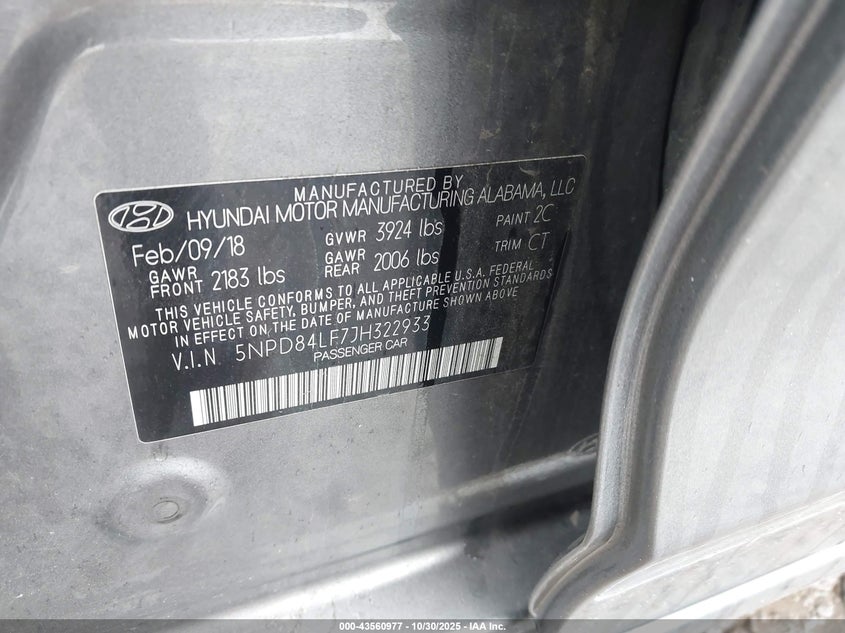 MANUFACTURED BY
HYUNDAI MOTOR MANUFACTURING ALABAMA, LLC
Feb/09/18 GVWR 3924 lbs PAINT 2C
GAWR FRONT 2183 lbs GAWR REAR 2006 lbs TRIM CT
THIS VEHICLE CONFORMS TO ALL APPLICABLE U.S.A. FEDERAL
MOTOR VEHICLE SAFETY, BUMPER, AND THEFT PREVENTION STANDARDS
IN EFFECT ON THE DATE OF MANUFACTURE SHOWN ABOVE
V.I.N 5NPD84LF7JH322933
PASSENGER CAR
000-43560977 - 10/30/2025 - IAA Inc.